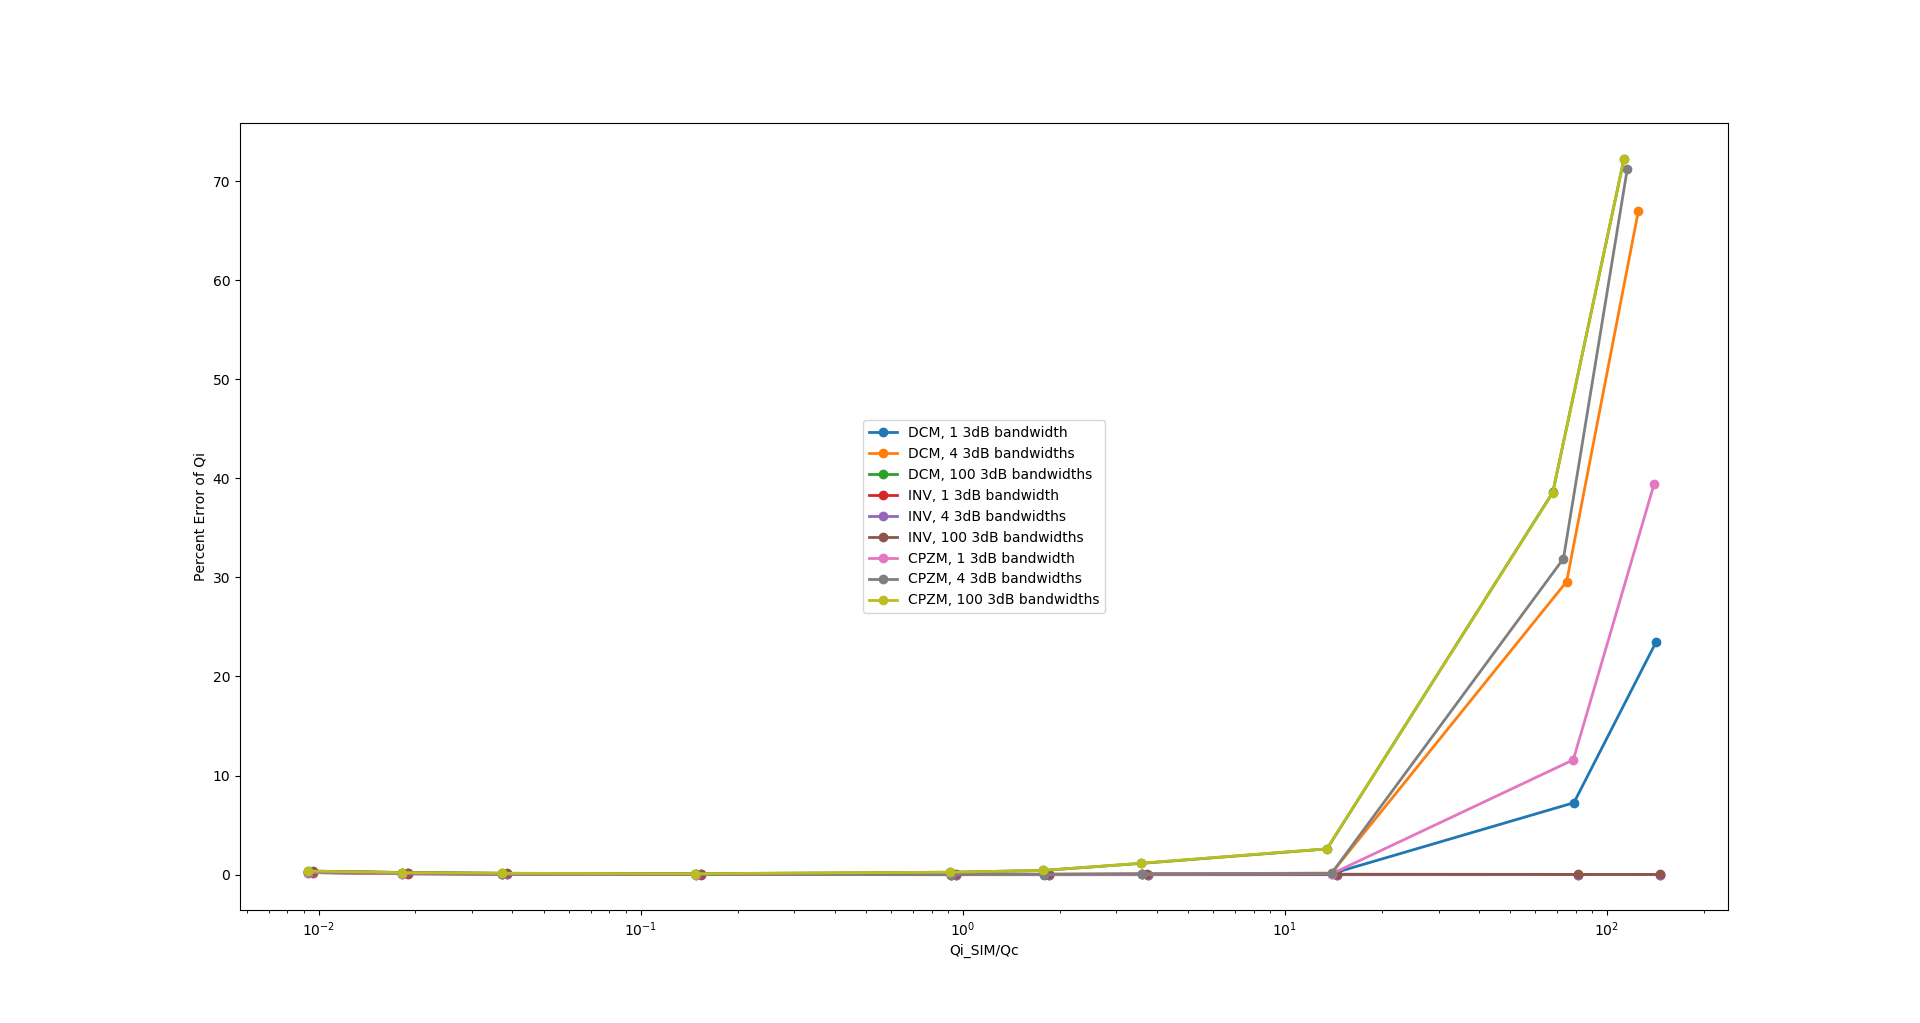 Percent Error of Qi
70
60
50
40
30
20
10
0
DCM, 1 3dB bandwidth
DCM, 4 3dB bandwidths
DCM, 100 3dB bandwidths
INV, 1 3dB bandwidth
INV, 4 3dB bandwidths
INV, 100 3dB bandwidths
CPZM, 1 3dB bandwidth
CPZM, 4 3dB bandwidths
CPZM, 100 3dB bandwidths
10⁻² 10⁻¹ 10⁰ 10¹ 10²
Qi_SIM/Qc